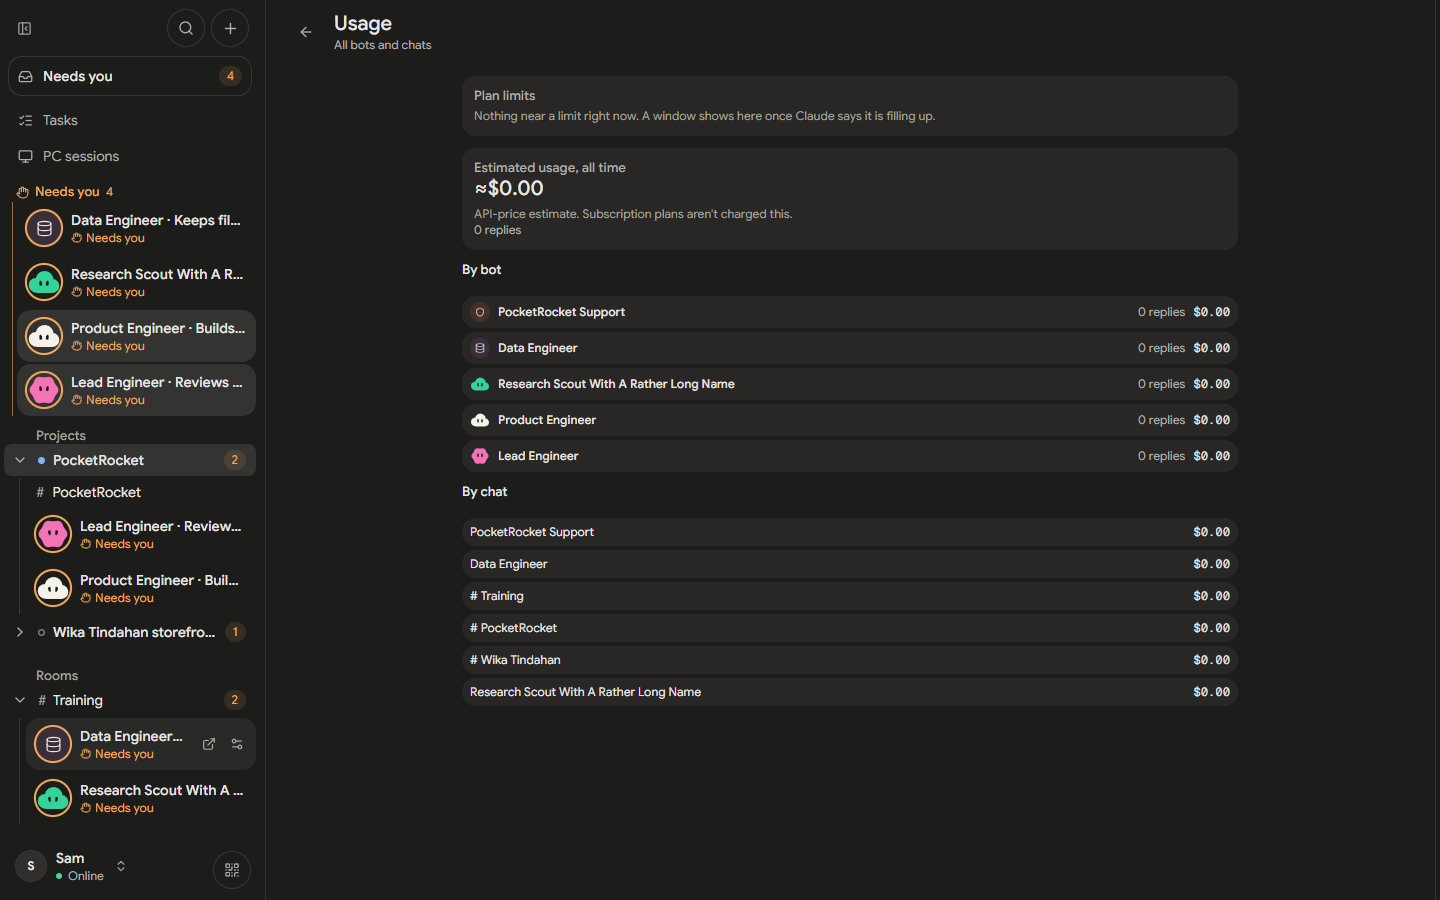 Needs you 4
Tasks
PC sessions
Needs you 4
Data Engineer · Keeps fil...
Needs you
Research Scout With A R...
Needs you
Product Engineer · Builds...
Needs you
Lead Engineer · Reviews ...
Needs you
Projects
PocketRocket 2
# PocketRocket
Lead Engineer · Review...
Needs you
Product Engineer · Buil...
Needs you
Wika Tindahan storefro... 1
Rooms
# Training 2
Data Engineer...
Needs you
Research Scout With A ...
Needs you
S
Sam
Online
Usage
All bots and chats
Plan limits
Nothing near a limit right now. A window shows here once Claude says it is filling up.
Estimated usage, all time
≈$0.00
API-price estimate. Subscription plans aren't charged this.
0 replies
By bot
PocketRocket Support 0 replies $0.00
Data Engineer 0 replies $0.00
Research Scout With A Rather Long Name 0 replies $0.00
Product Engineer 0 replies $0.00
Lead Engineer 0 replies $0.00
By chat
PocketRocket Support $0.00
Data Engineer $0.00
# Training $0.00
# PocketRocket $0.00
# Wika Tindahan $0.00
Research Scout With A Rather Long Name $0.00